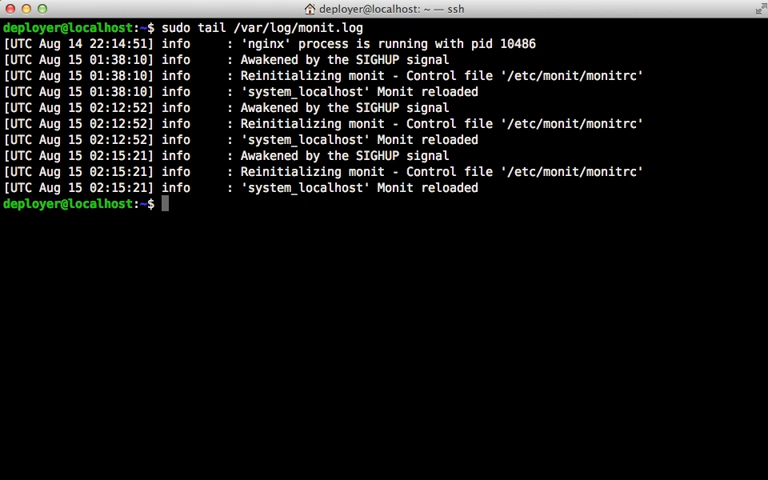 deployer@localhost: ~ — ssh
deployer@localhost:~$ sudo tail /var/log/monit.log
[UTC Aug 14 22:14:51] info     : 'nginx' process is running with pid 10486
[UTC Aug 15 01:38:10] info     : Awakened by the SIGHUP signal
[UTC Aug 15 01:38:10] info     : Reinitializing monit - Control file '/etc/monit/monitrc'
[UTC Aug 15 01:38:10] info     : 'system_localhost' Monit reloaded
[UTC Aug 15 02:12:52] info     : Awakened by the SIGHUP signal
[UTC Aug 15 02:12:52] info     : Reinitializing monit - Control file '/etc/monit/monitrc'
[UTC Aug 15 02:12:52] info     : 'system_localhost' Monit reloaded
[UTC Aug 15 02:15:21] info     : Awakened by the SIGHUP signal
[UTC Aug 15 02:15:21] info     : Reinitializing monit - Control file '/etc/monit/monitrc'
[UTC Aug 15 02:15:21] info     : 'system_localhost' Monit reloaded
deployer@localhost:~$